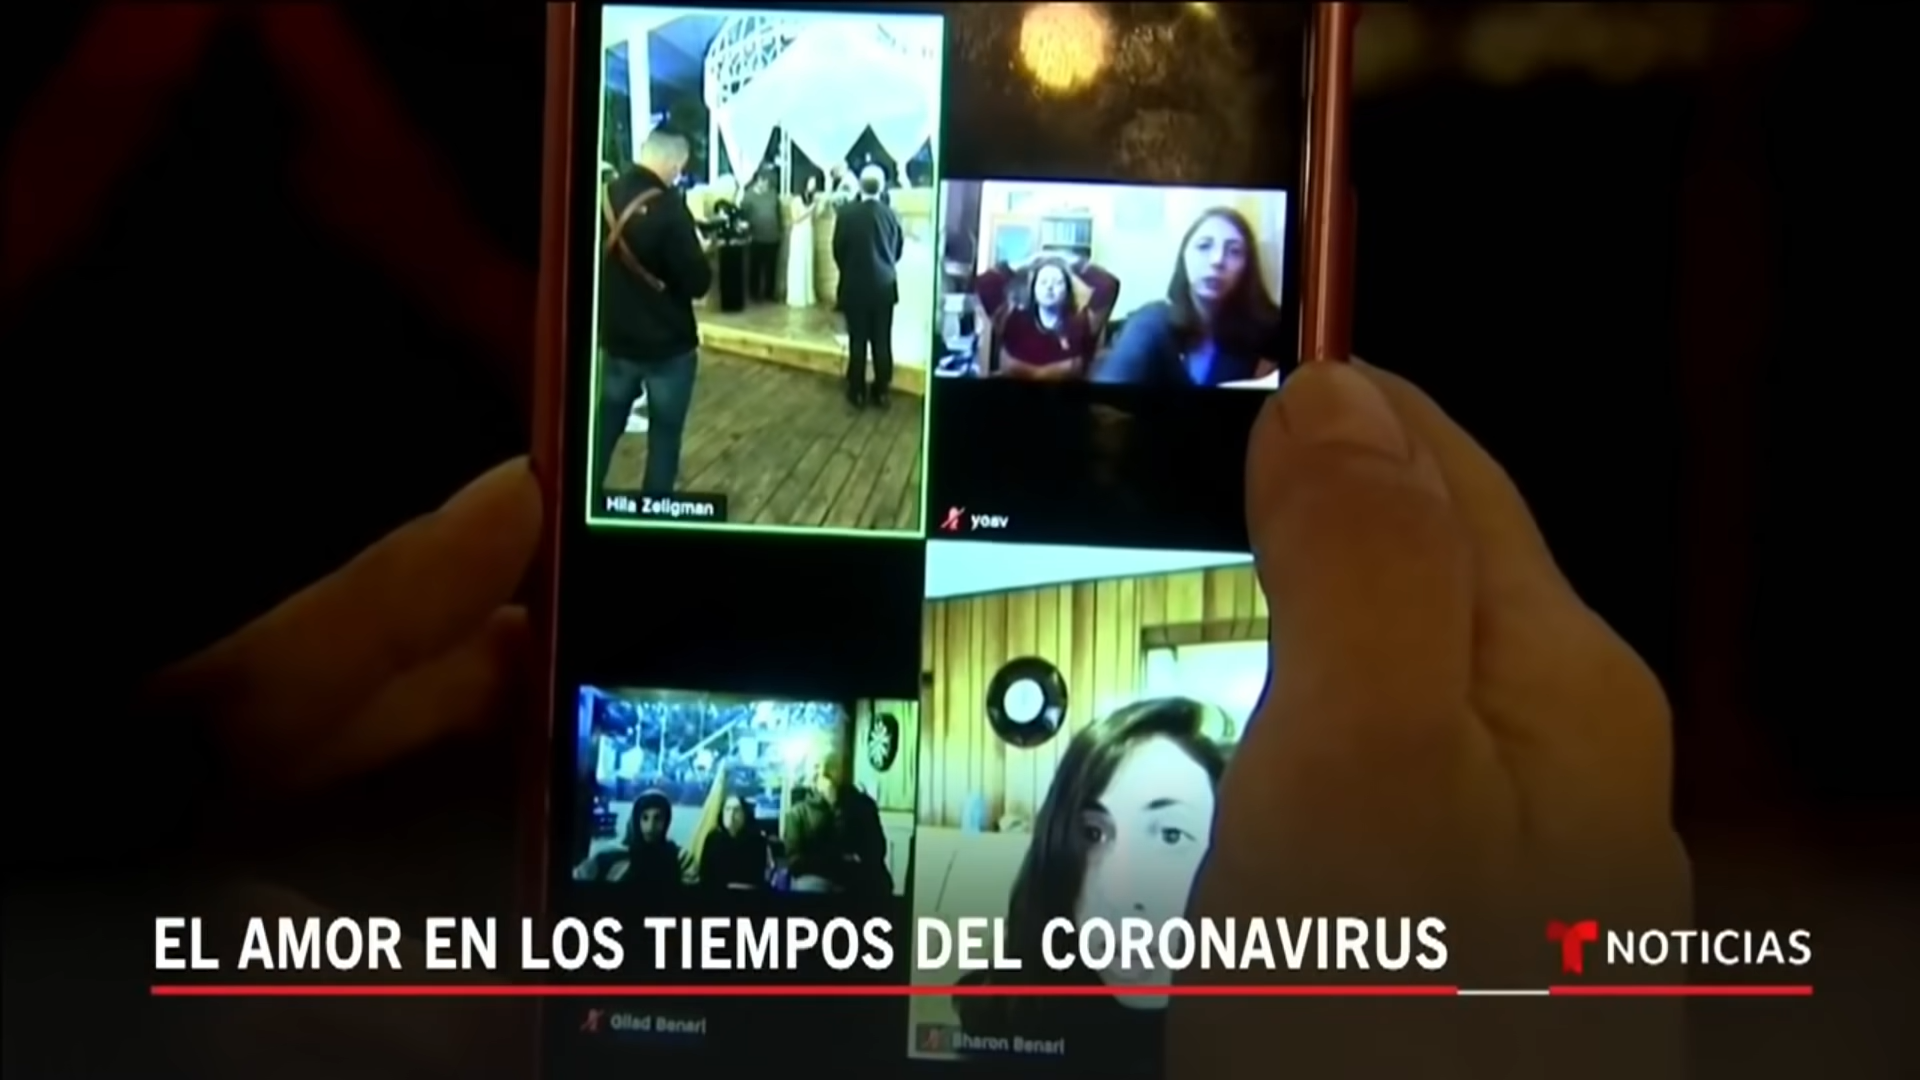 Hila Zeligman
yoav
EL AMOR EN LOS TIEMPOS DEL CORONAVIRUS
NOTICIAS
Gilad Benari
Sharon Benari